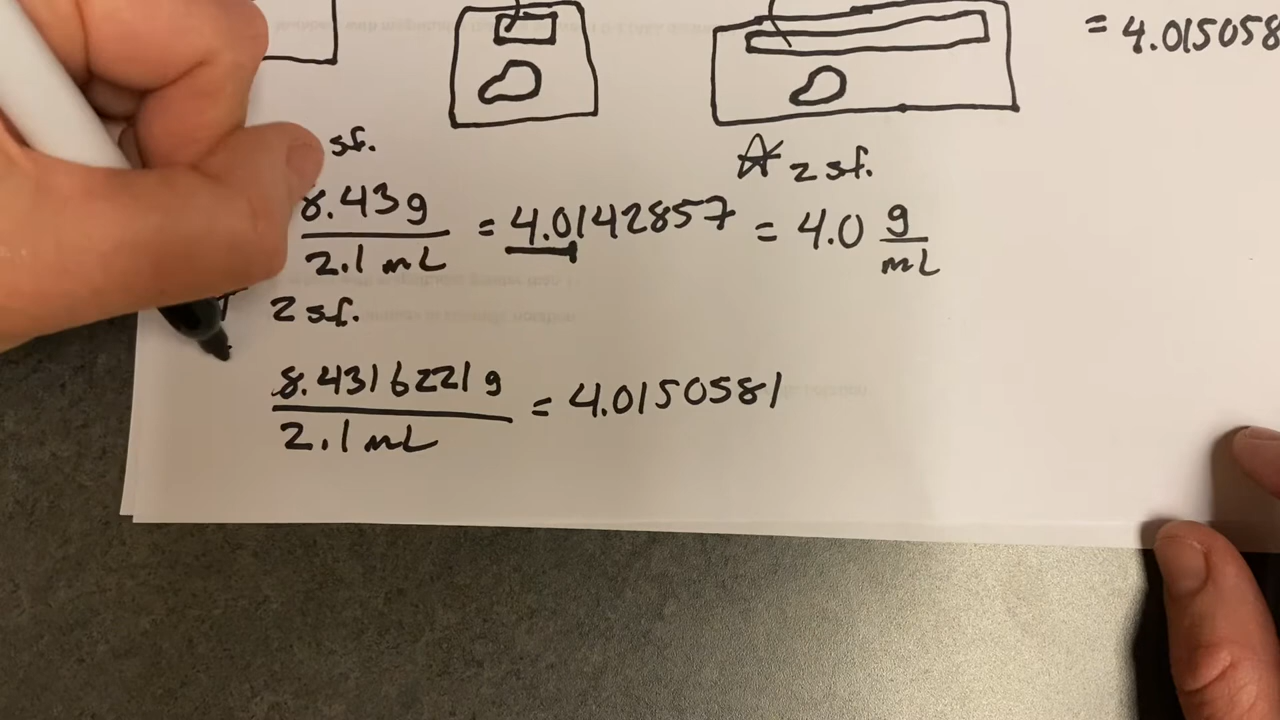 = 4.015058
sf.
2 sf.
8.43 g / 2.1 mL = 4.0142857 = 4.0 g / mL
2 sf.
8.4316221 g / 2.1 mL = 4.0150581